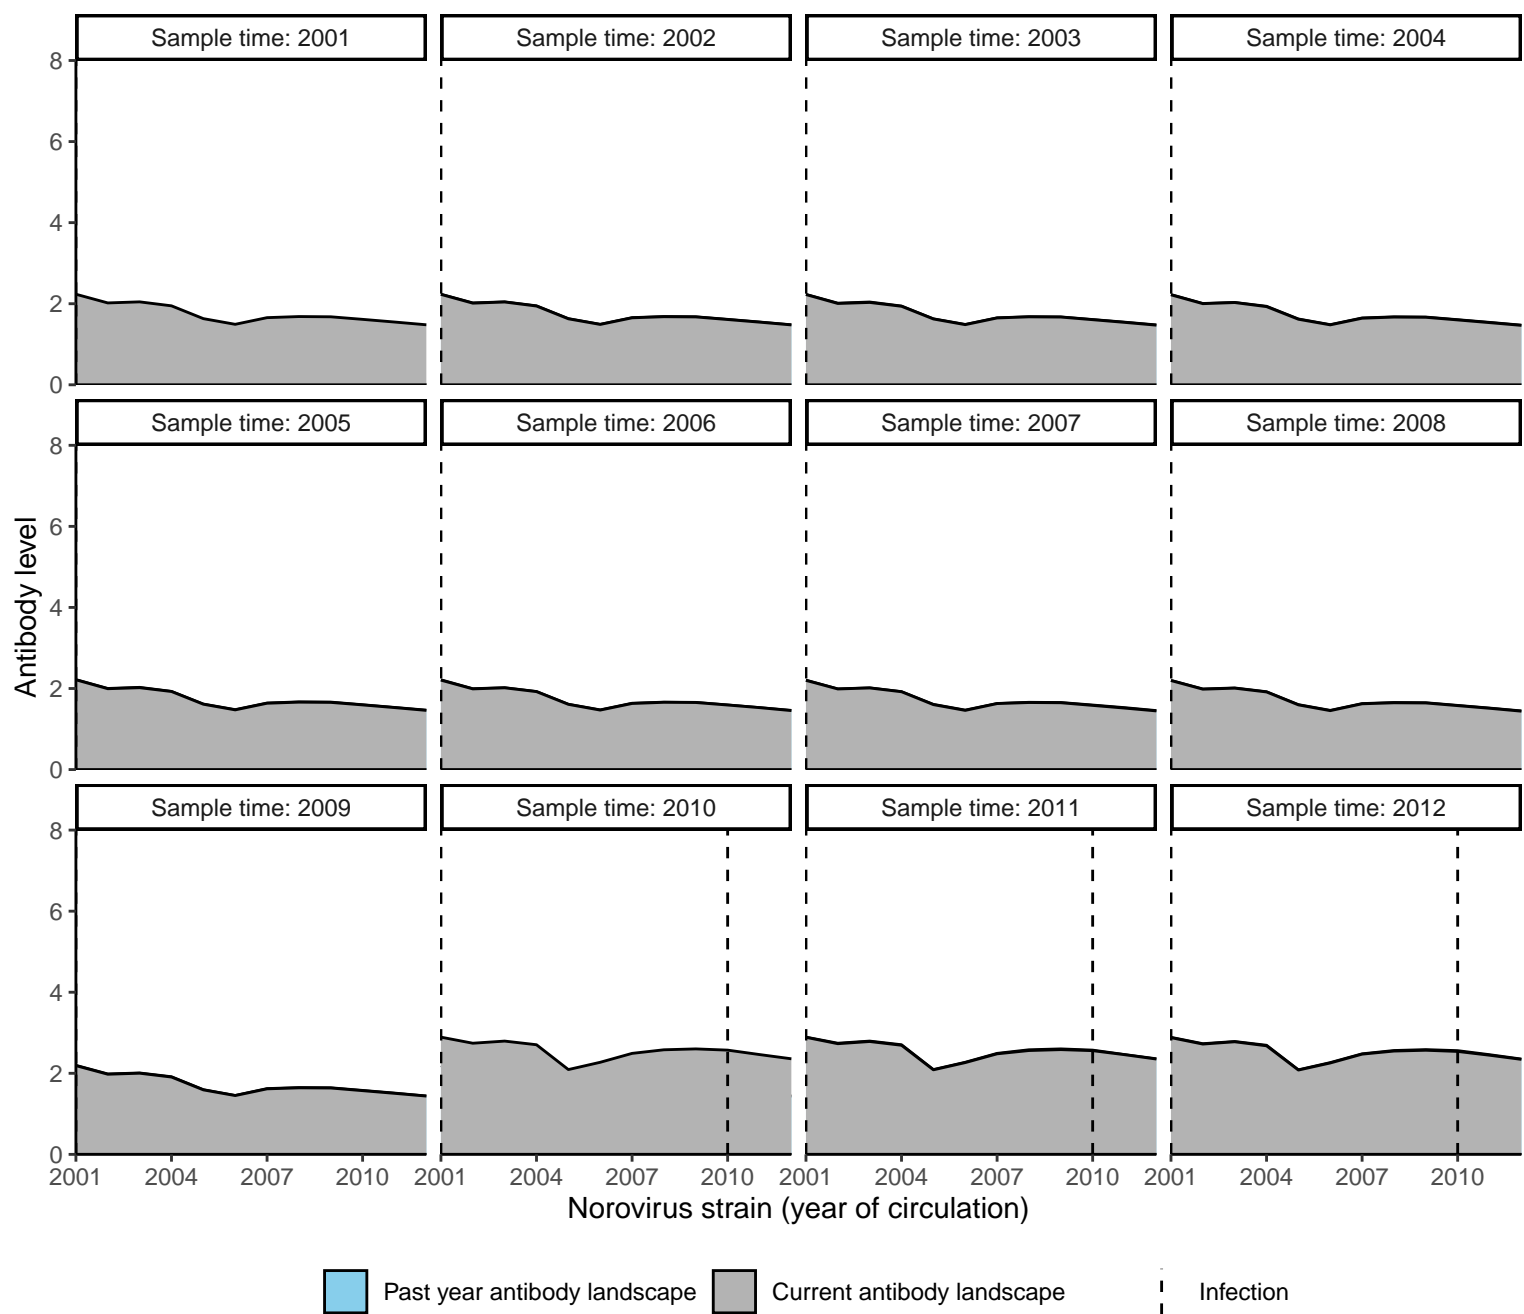 Sample time: 2001 Sample time: 2002 Sample time: 2003 Sample time: 2004
8
6
4
2
0
Sample time: 2005 Sample time: 2006 Sample time: 2007 Sample time: 2008
8
6
4
2
0
Antibody level
Sample time: 2009 Sample time: 2010 Sample time: 2011 Sample time: 2012
8
6
4
2
0
2001 2004 2007 2010 2001 2004 2007 2010 2001 2004 2007 2010 2001 2004 2007 2010
Norovirus strain (year of circulation)
Past year antibody landscape Current antibody landscape Infection